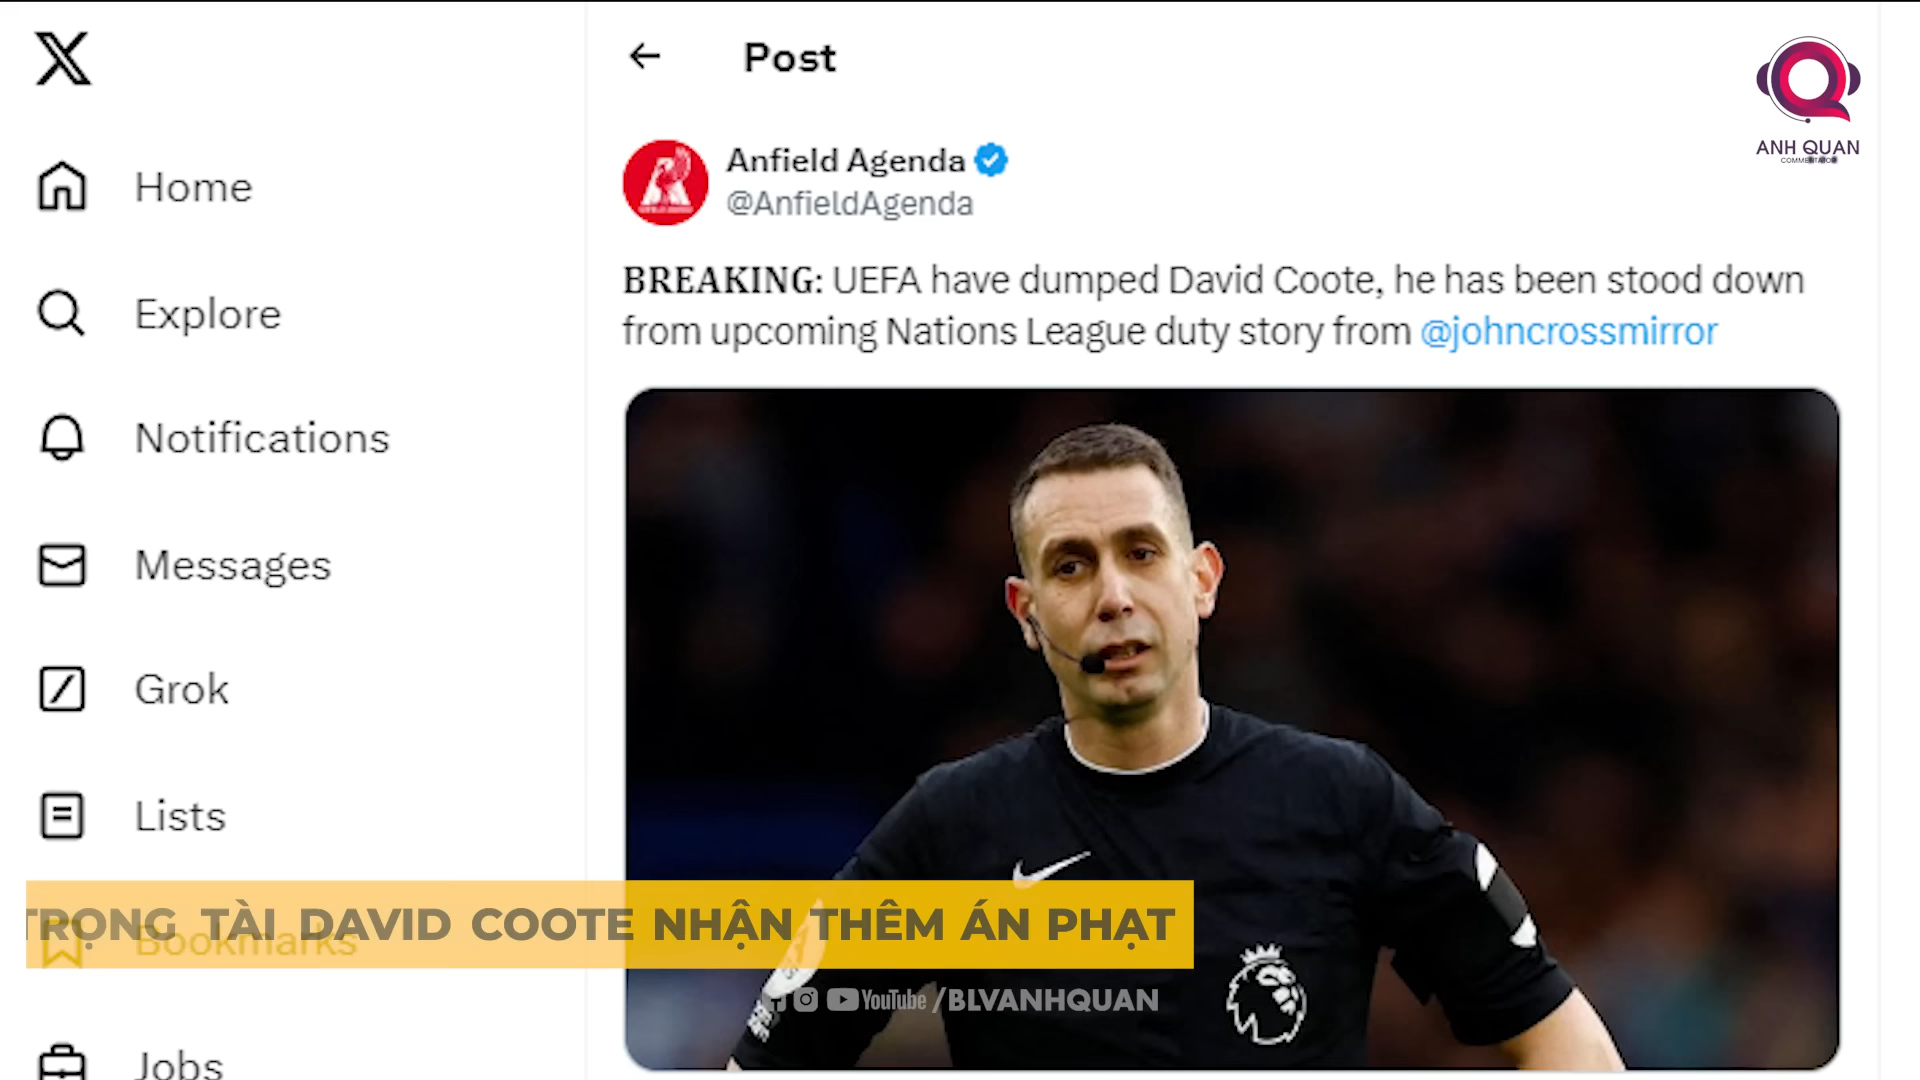 Post
ANH QUAN
COMMENTATOR
Home
Explore
Notifications
Messages
Grok
Lists
Bookmarks
Jobs
Anfield Agenda
@AnfieldAgenda
BREAKING: UEFA have dumped David Coote, he has been stood down
from upcoming Nations League duty story from @johncrossmirror
TRỌNG TÀI DAVID COOTE NHẬN THÊM ÁN PHẠT
YouTube /BLVANHQUAN